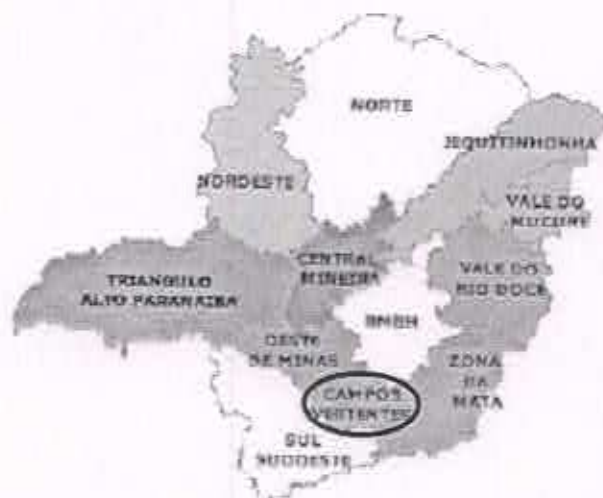 NORTE
JEQUITINHONHA
NORDESTE
VALE DO
MUCURI
CENTRAL
MINEIRA
VALE DO
RIO DOCE
TRIANGULO
ALTO PARANAIBA
RMBH
OESTE
DE MINAS
ZONA
DA
MATA
CAMPOS
VERTENTES
SUL
SUDOESTE